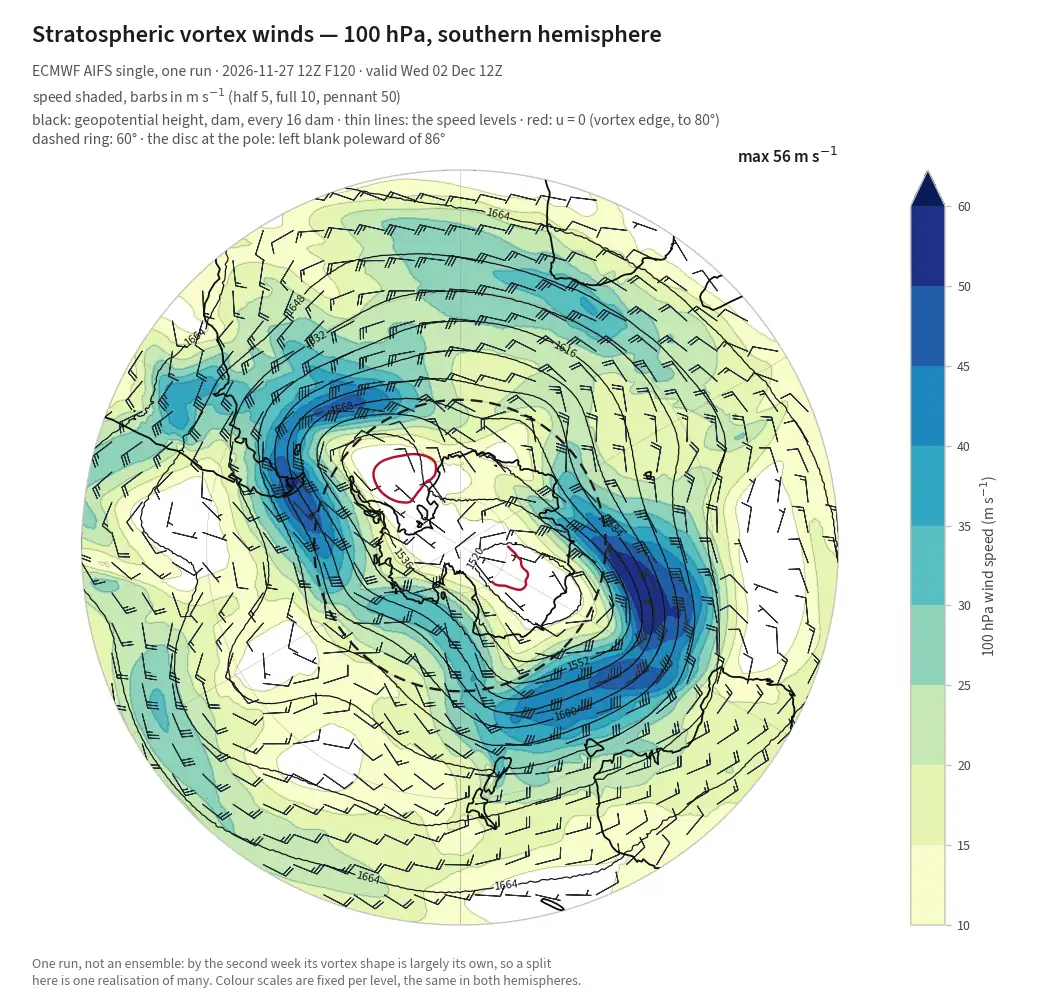 Stratospheric vortex winds — 100 hPa, southern hemisphere
ECMWF AIFS single, one run · 2026-11-27 12Z F120 · valid Wed 02 Dec 12Z
speed shaded, barbs in m s⁻¹ (half 5, full 10, pennant 50)
black: geopotential height, dam, every 16 dam · thin lines: the speed levels · red: u = 0 (vortex edge, to 80°)
dashed ring: 60° · the disc at the pole: left blank poleward of 86°
max 56 m s⁻¹
1664
1648
1664
1632
1616
1568
1584
1536
1520
1552
1600
1664
1664
60
50
45
40
35
30
25
20
15
10
100 hPa wind speed (m s⁻¹)
One run, not an ensemble: by the second week its vortex shape is largely its own, so a split
here is one realisation of many. Colour scales are fixed per level, the same in both hemispheres.